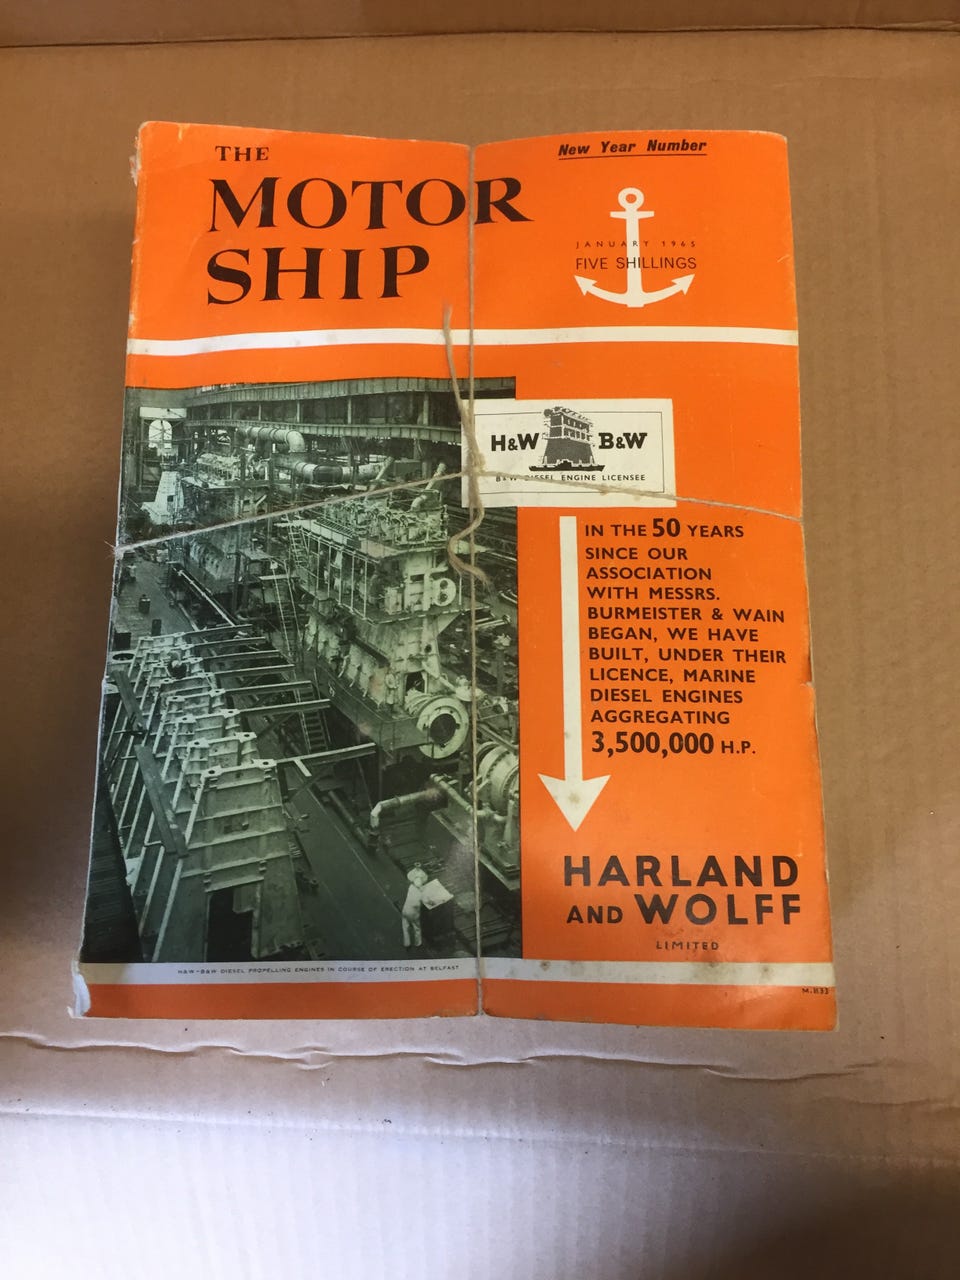 THE
MOTOR
SHIP
New Year Number
JANUARY 1965
FIVE SHILLINGS
H&W B&W
B&W DIESEL ENGINE LICENSEE
IN THE 50 YEARS
SINCE OUR
ASSOCIATION
WITH MESSRS.
BURMEISTER & WAIN
BEGAN, WE HAVE
BUILT, UNDER THEIR
LICENCE, MARINE
DIESEL ENGINES
AGGREGATING
3,500,000 H.P.
HARLAND
AND WOLFF
LIMITED
H&W-B&W DIESEL PROPELLING ENGINES IN COURSE OF ERECTION AT BELFAST